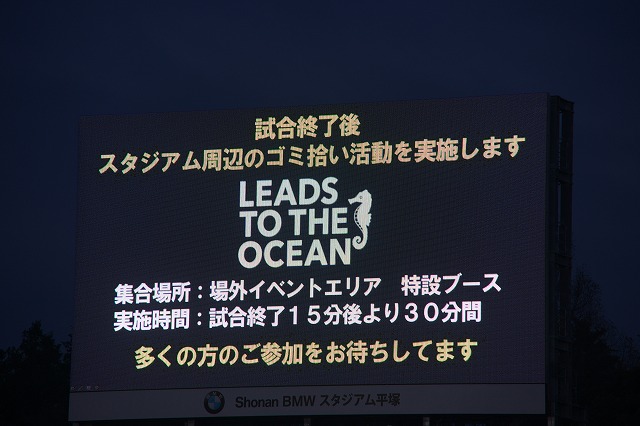 試合終了後
スタジアム周辺のゴミ拾い活動を実施します
LEADS
TO THE
OCEAN
集合場所：場外イベントエリア　特設ブース
実施時間：試合終了１５分後より３０分間
多くの方のご参加をお待ちしてます
Shonan BMW スタジアム平塚